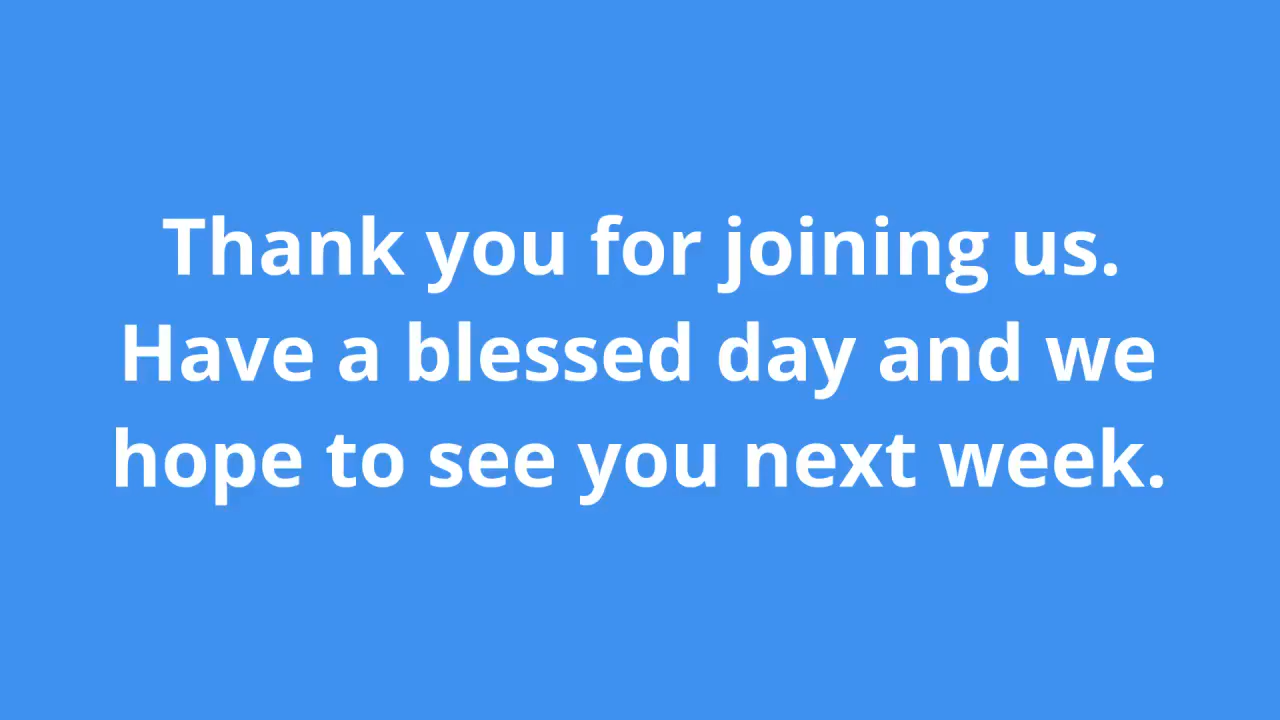 Thank you for joining us.
Have a blessed day and we
hope to see you next week.